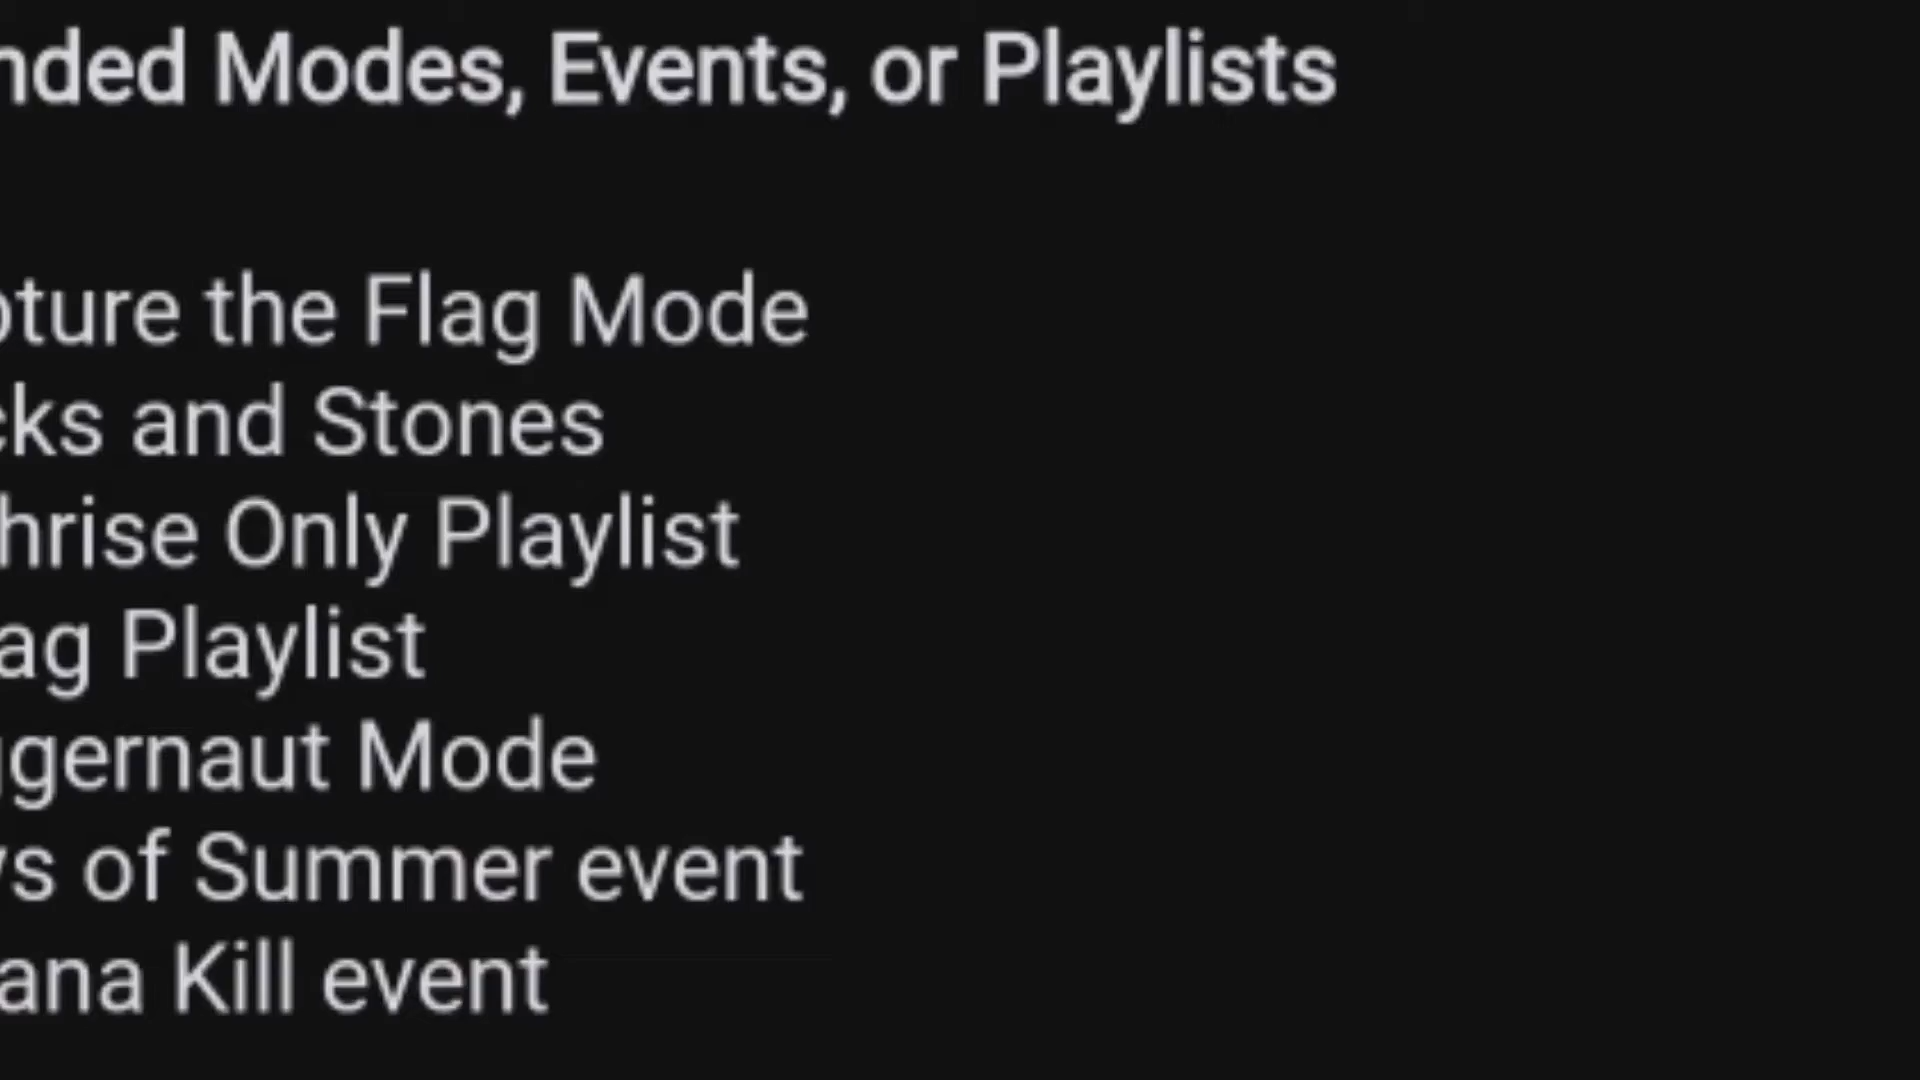 nded Modes, Events, or Playlists
pture the Flag Mode
cks and Stones
hrise Only Playlist
ag Playlist
ggernaut Mode
ys of Summer event
ana Kill event